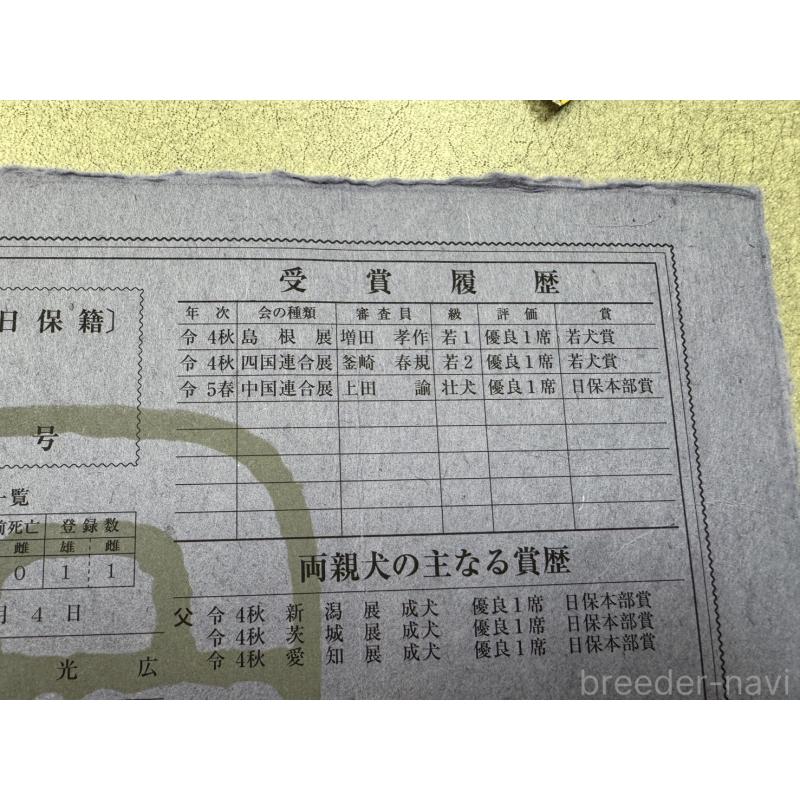 受賞履歴
年次 会の種類 審査員 級 評価 賞
令 4秋 島根展 増田 孝作 若1 優良1席 若犬賞
令 4秋 四国連合展 釜崎 春規 若2 優良1席 若犬賞
令 5春 中国連合展 上田 諭 壮犬 優良1席 日保本部賞
日保籍〕
号
一覧
前死亡 登録数
雌 雄 雌
0 1 1
月4日
光広
両親犬の主なる賞歴
父 令 4秋 新潟展 成犬 優良1席 日保本部賞
令 4秋 茨城展 成犬 優良1席 日保本部賞
令 4秋 愛知展 成犬 優良1席 日保本部賞
breeder-navi